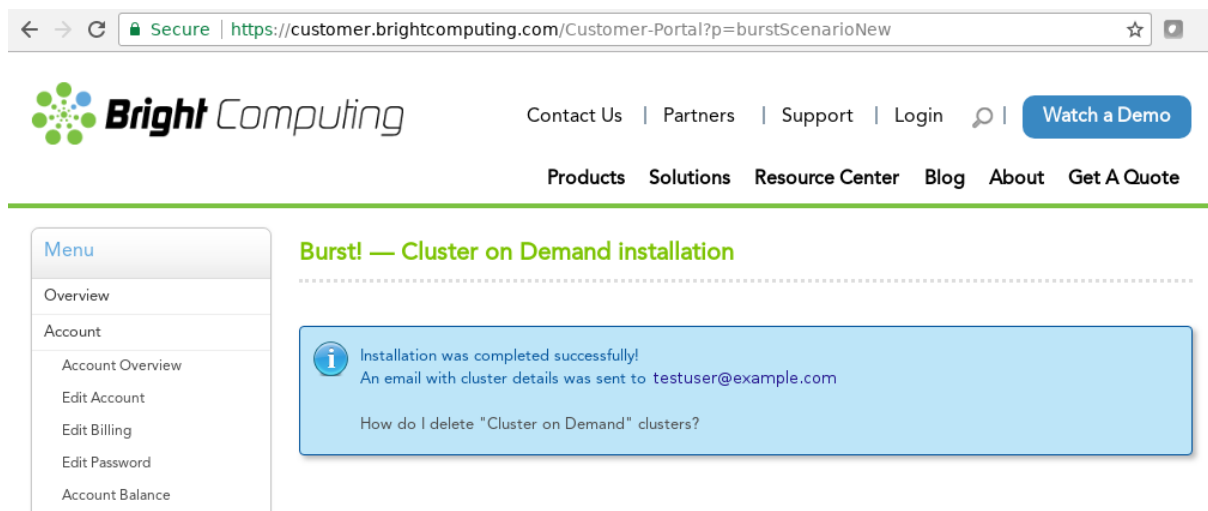 Secure | https://customer.brightcomputing.com/Customer-Portal?p=burstScenarioNew
Bright Computing
Contact Us | Partners | Support | Login | Watch a Demo
Products Solutions Resource Center Blog About Get A Quote
Menu
Overview
Account
Account Overview
Edit Account
Edit Billing
Edit Password
Account Balance
Burst! — Cluster on Demand installation
Installation was completed successfully!
An email with cluster details was sent to testuser@example.com
How do I delete "Cluster on Demand" clusters?